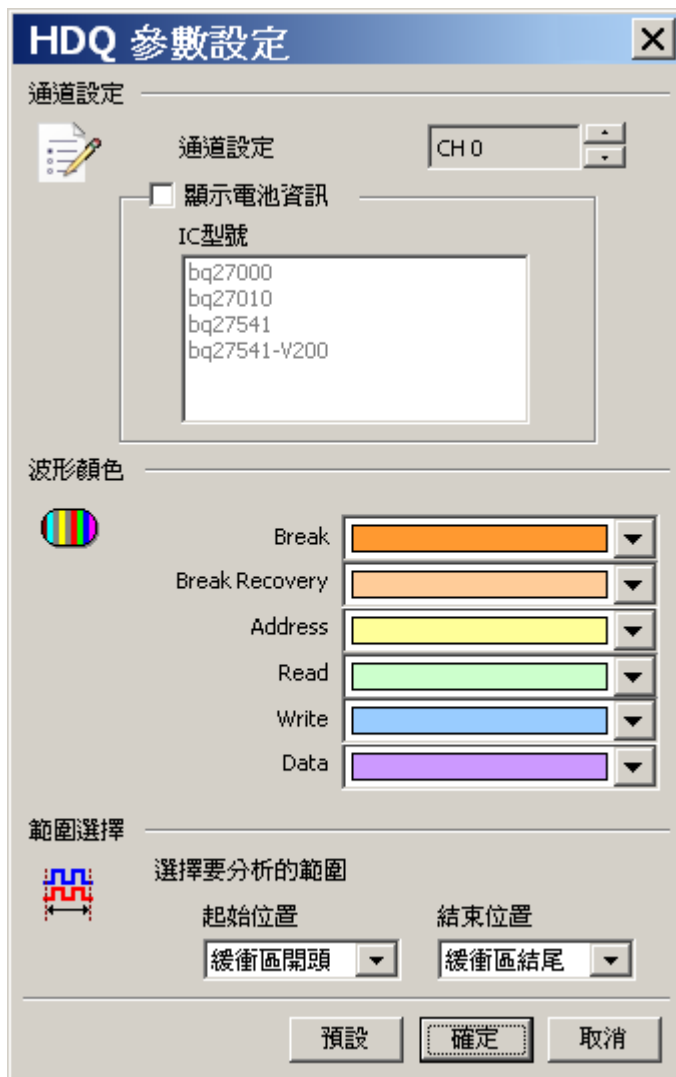 HDQ 參數設定
通道設定
通道設定 CH 0
顯示電池資訊
IC型號
bq27000
bq27010
bq27541
bq27541-V200
波形顏色
Break
Break Recovery
Address
Read
Write
Data
範圍選擇
選擇要分析的範圍
起始位置 結束位置
緩衝區開頭 緩衝區結尾
預設 確定 取消